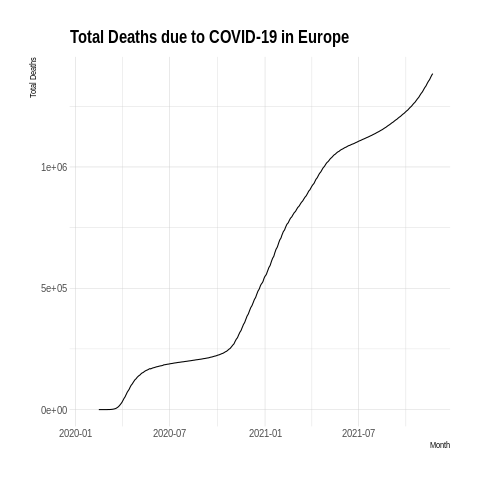 Total Deaths due to COVID-19 in Europe
Total Deaths
1e+06
5e+05
0e+00
2020-01 2020-07 2021-01 2021-07
Month